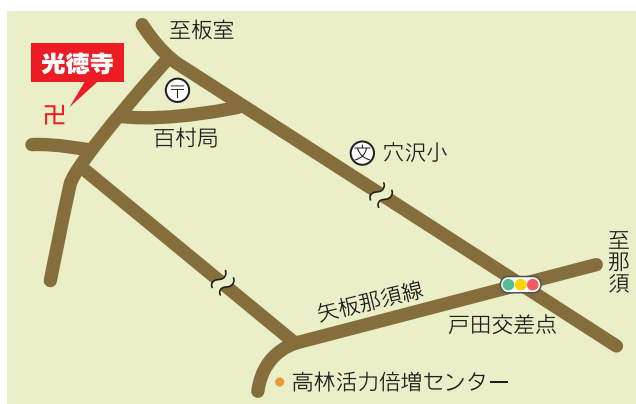 至板室
光徳寺
〒
卍
百村局
文
穴沢小
至那須
矢板那須線
戸田交差点
高林活力倍増センター